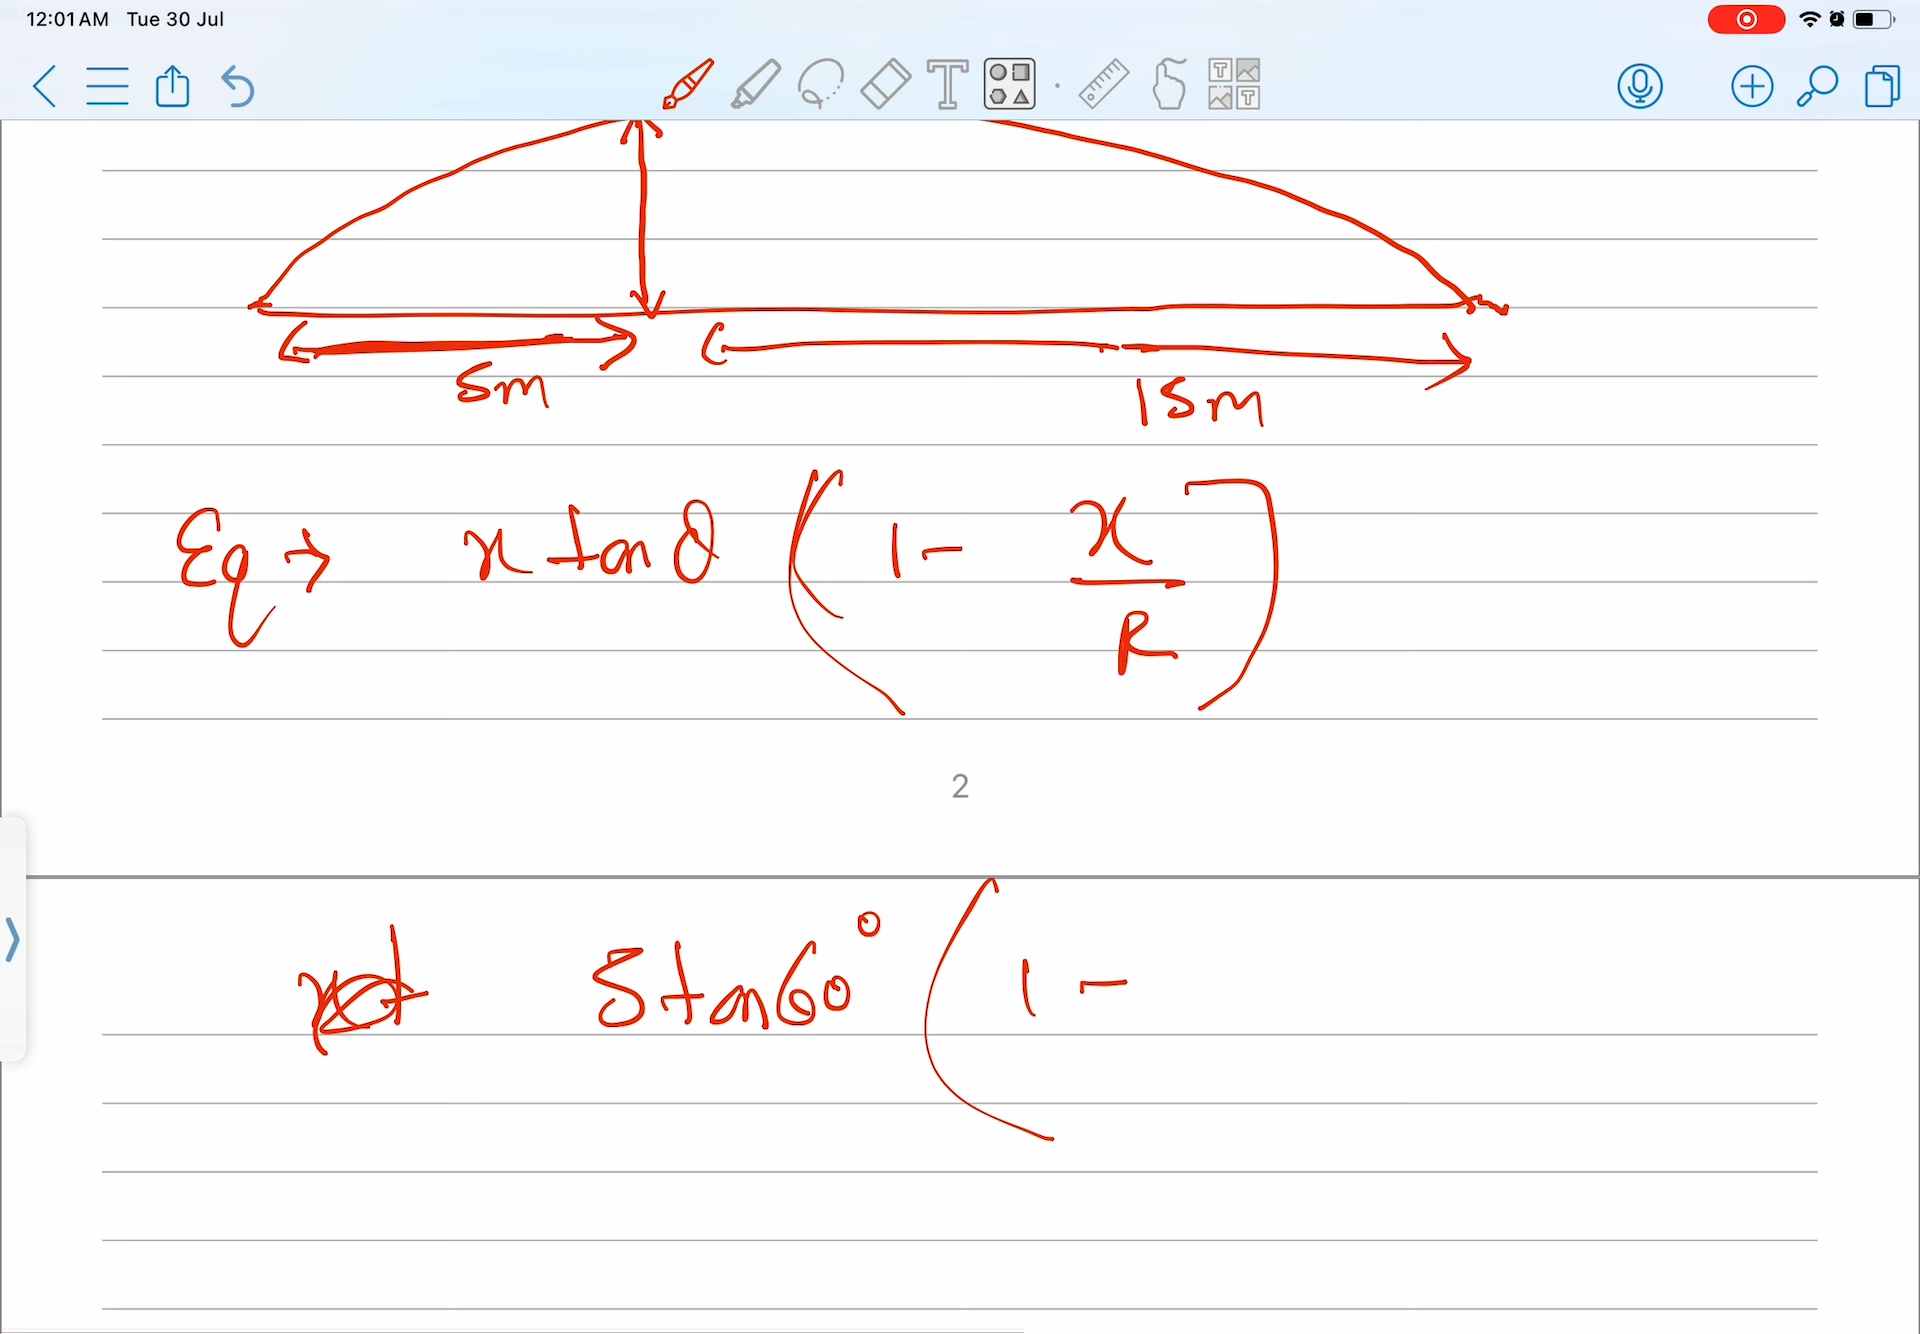 12:01 AM Tue 30 Jul
5m
15m
Eq → x tan θ (1 - x/R)
2
5 tan 60° (1 -